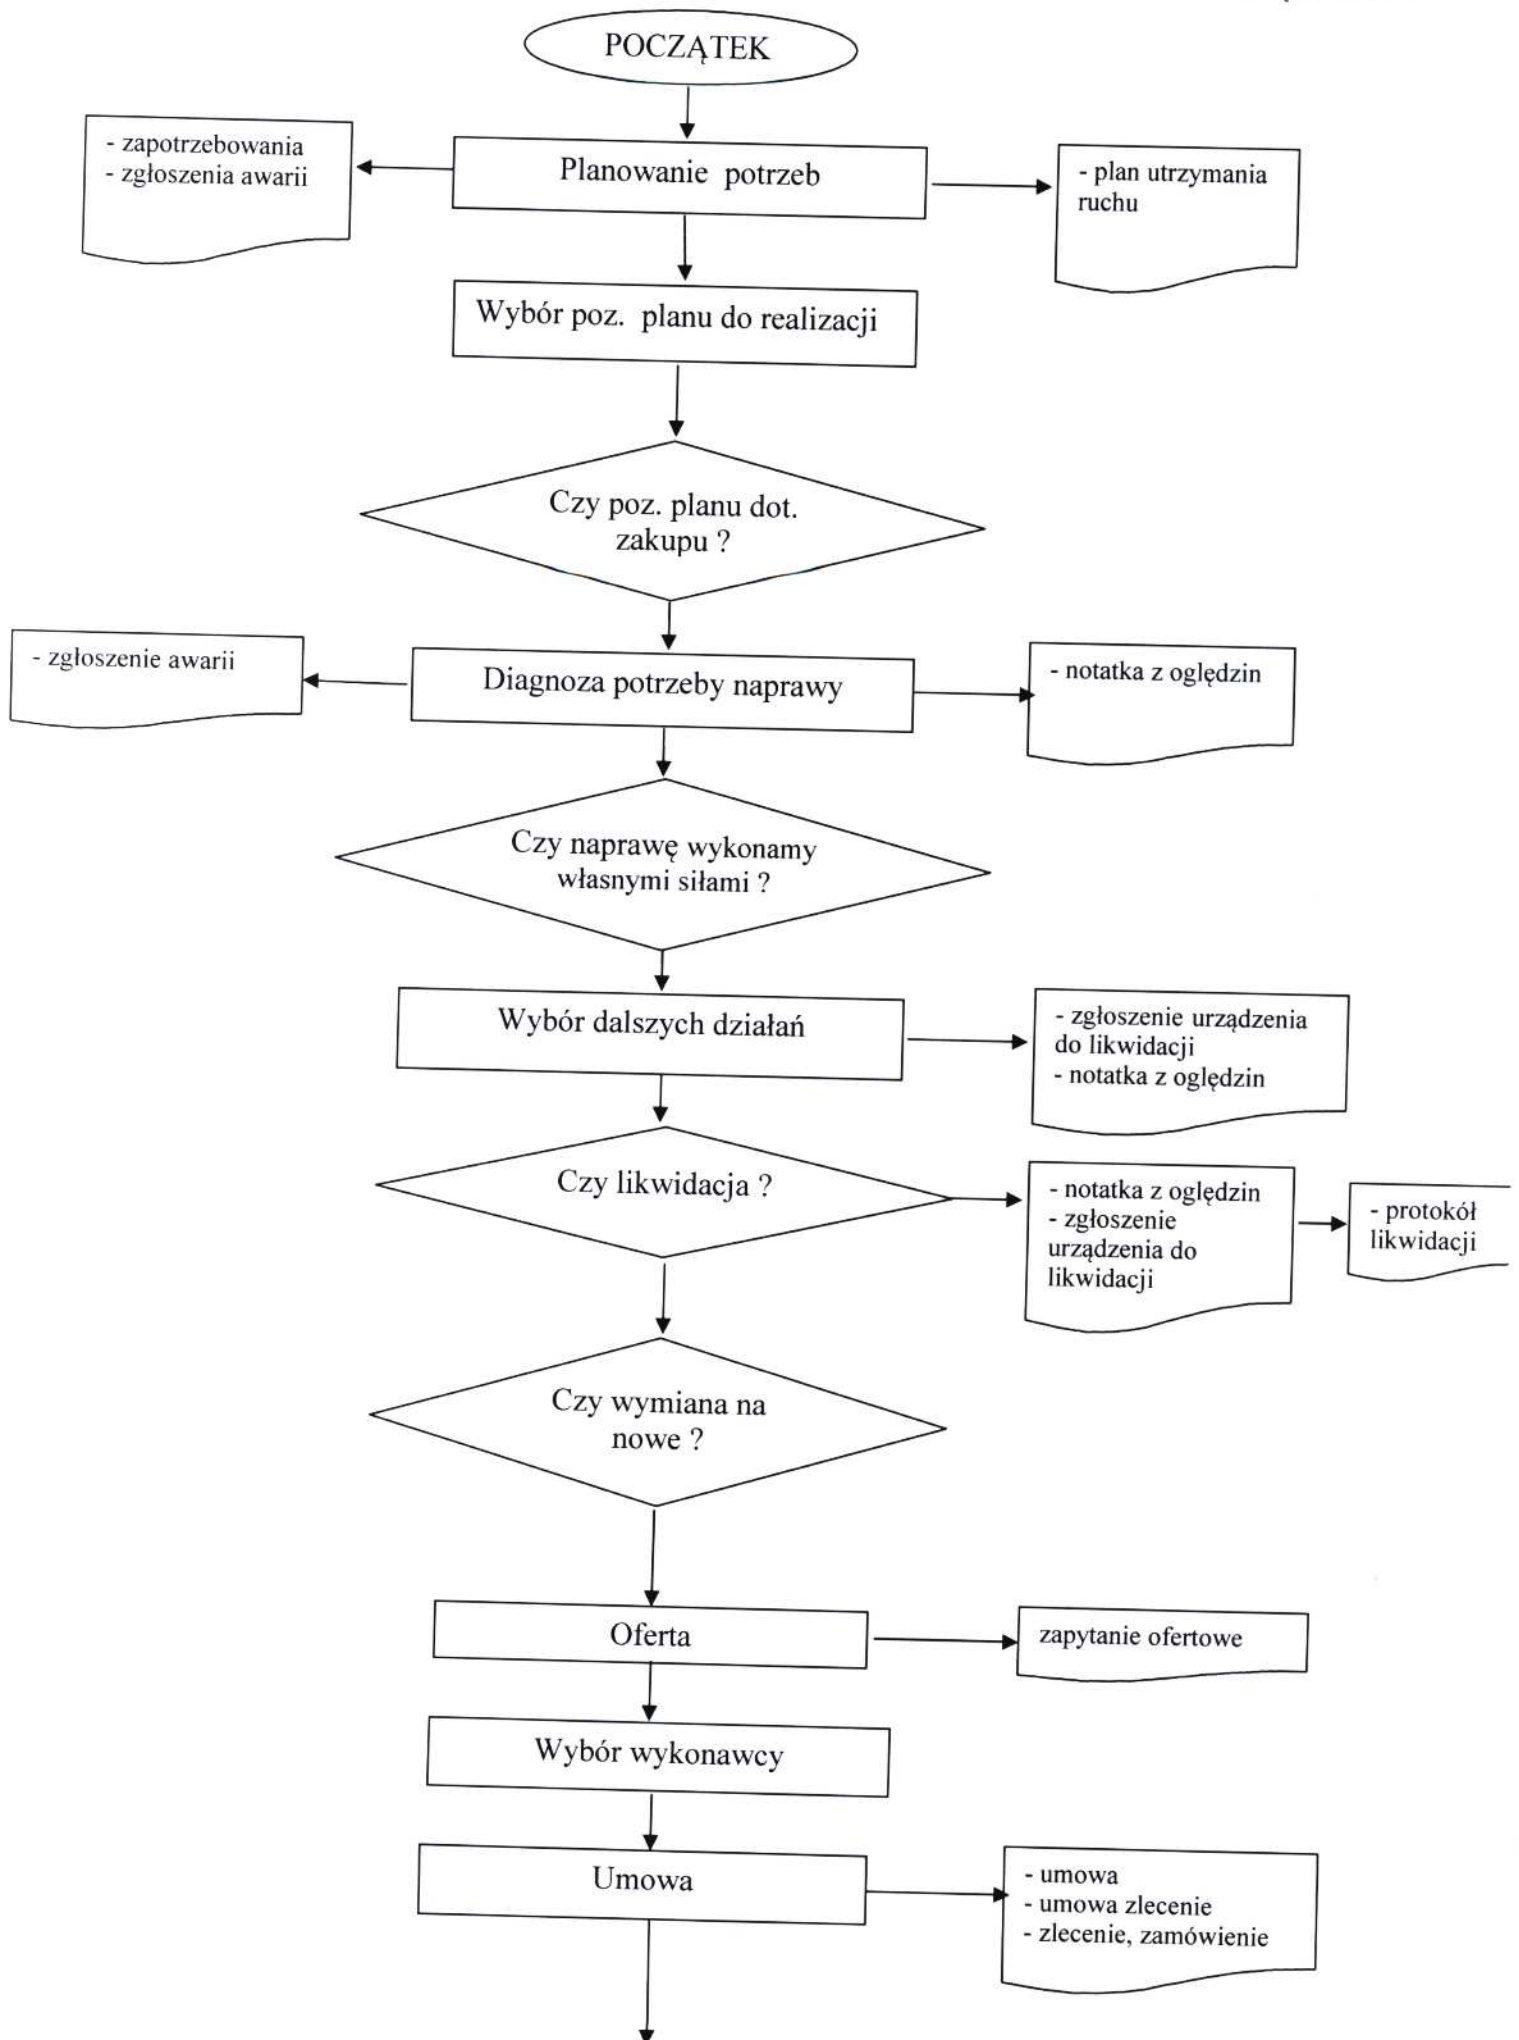 POCZĄTEK
- zapotrzebowania
- zgłoszenia awarii
Planowanie potrzeb
- plan utrzymania
ruchu
Wybór poz. planu do realizacji
Czy poz. planu dot.
zakupu ?
- zgłoszenie awarii
Diagnoza potrzeby naprawy
- notatka z oględzin
Czy naprawę wykonamy
własnymi siłami ?
Wybór dalszych działań
- zgłoszenie urządzenia
do likwidacji
- notatka z oględzin
Czy likwidacja ?
- notatka z oględzin
- zgłoszenie
urządzenia do
likwidacji
- protokół
likwidacji
Czy wymiana na
nowe ?
Oferta
zapytanie ofertowe
Wybór wykonawcy
Umowa
- umowa
- umowa zlecenie
- zlecenie, zamówienie